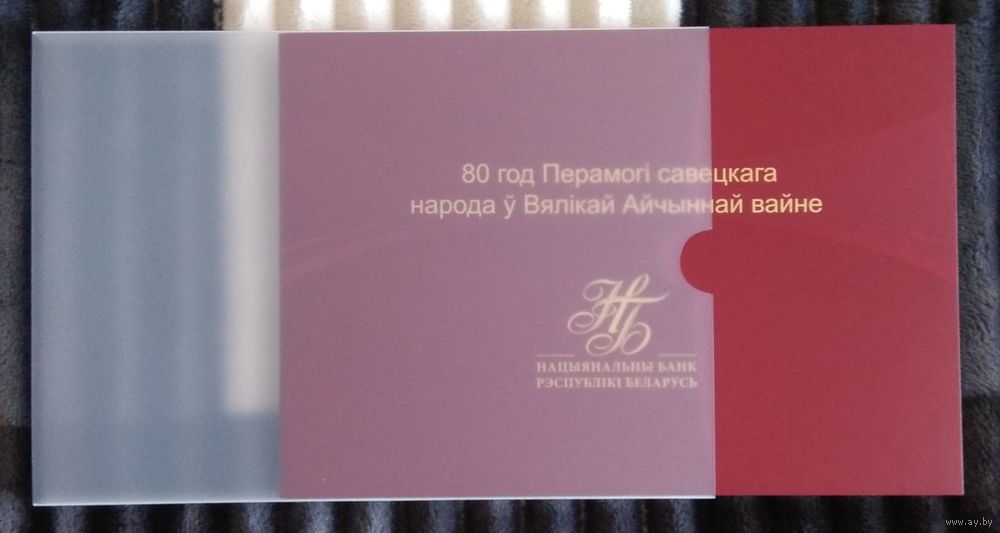 80 год Перамогі савецкага
народа ў Вялікай Айчыннай вайне
НБ
НАЦЫЯНАЛЬНЫ БАНК
РЭСПУБЛІКІ БЕЛАРУСЬ
www.ay.by